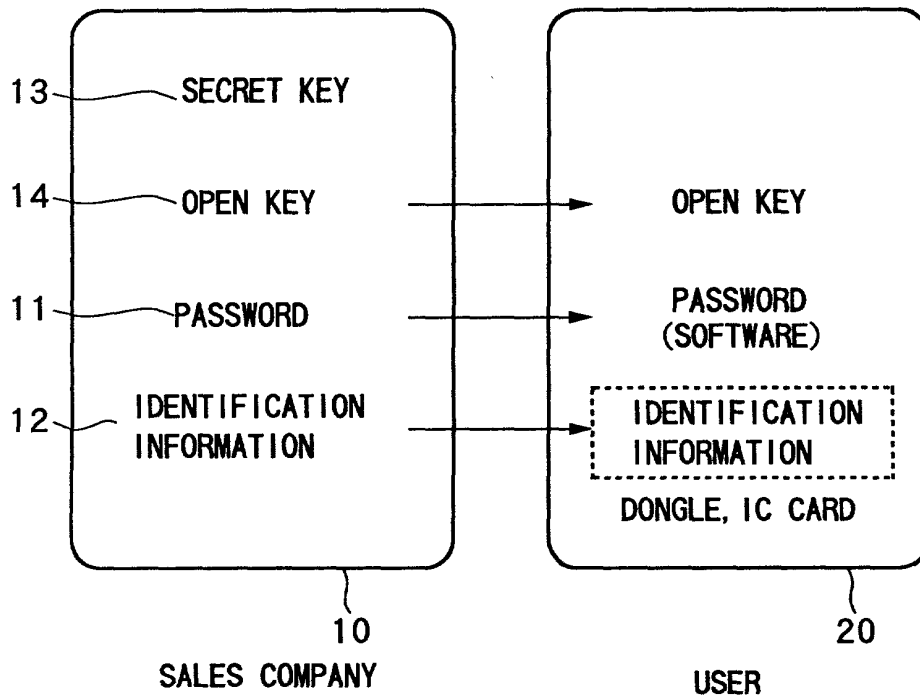 13 SECRET KEY
14 OPEN KEY OPEN KEY
11 PASSWORD PASSWORD
(SOFTWARE)
12 IDENTIFICATION IDENTIFICATION
INFORMATION INFORMATION
DONGLE, IC CARD
10 20
SALES COMPANY USER